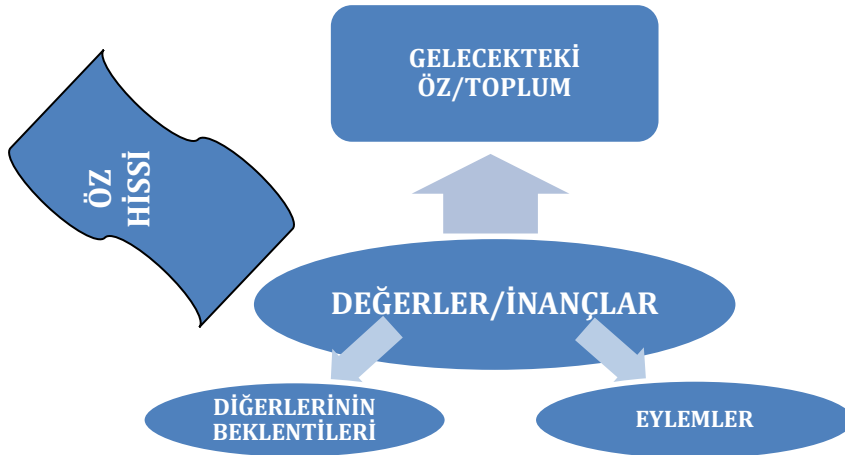 GELECEKTEKİ
ÖZ/TOPLUM
ÖZ
HİSSİ
DEĞERLER/İNANÇLAR
DİĞERLERİNİN
BEKLENTİLERİ
EYLEMLER